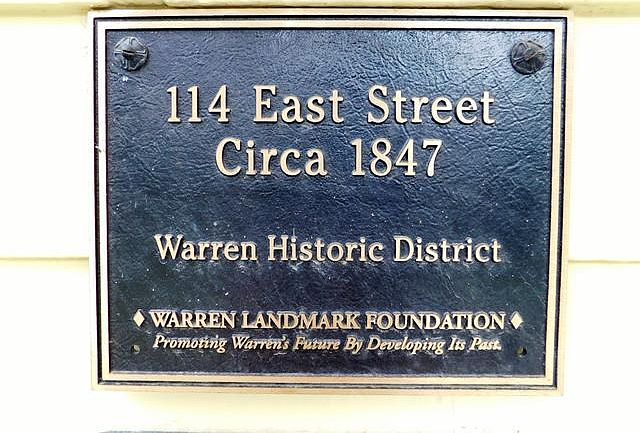 114 East Street
Circa 1847
Warren Historic District
♦ WARREN LANDMARK FOUNDATION ♦
Promoting Warren's Future By Developing Its Past.